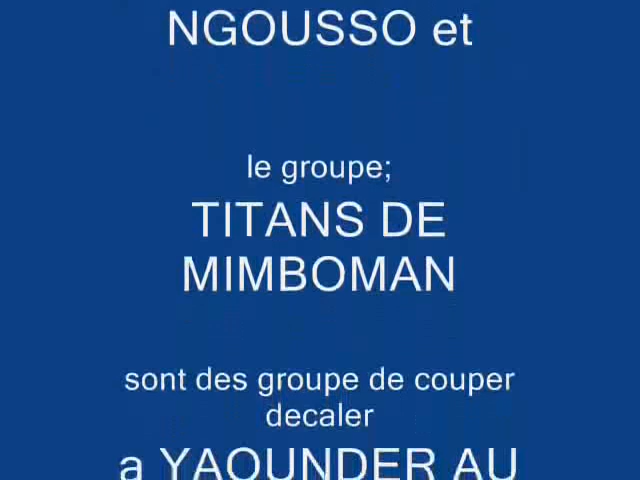 NGOUSSO et
le groupe;
TITANS DE
MIMBOMAN
sont des groupe de couper
decaler
a YAOUNDER AU